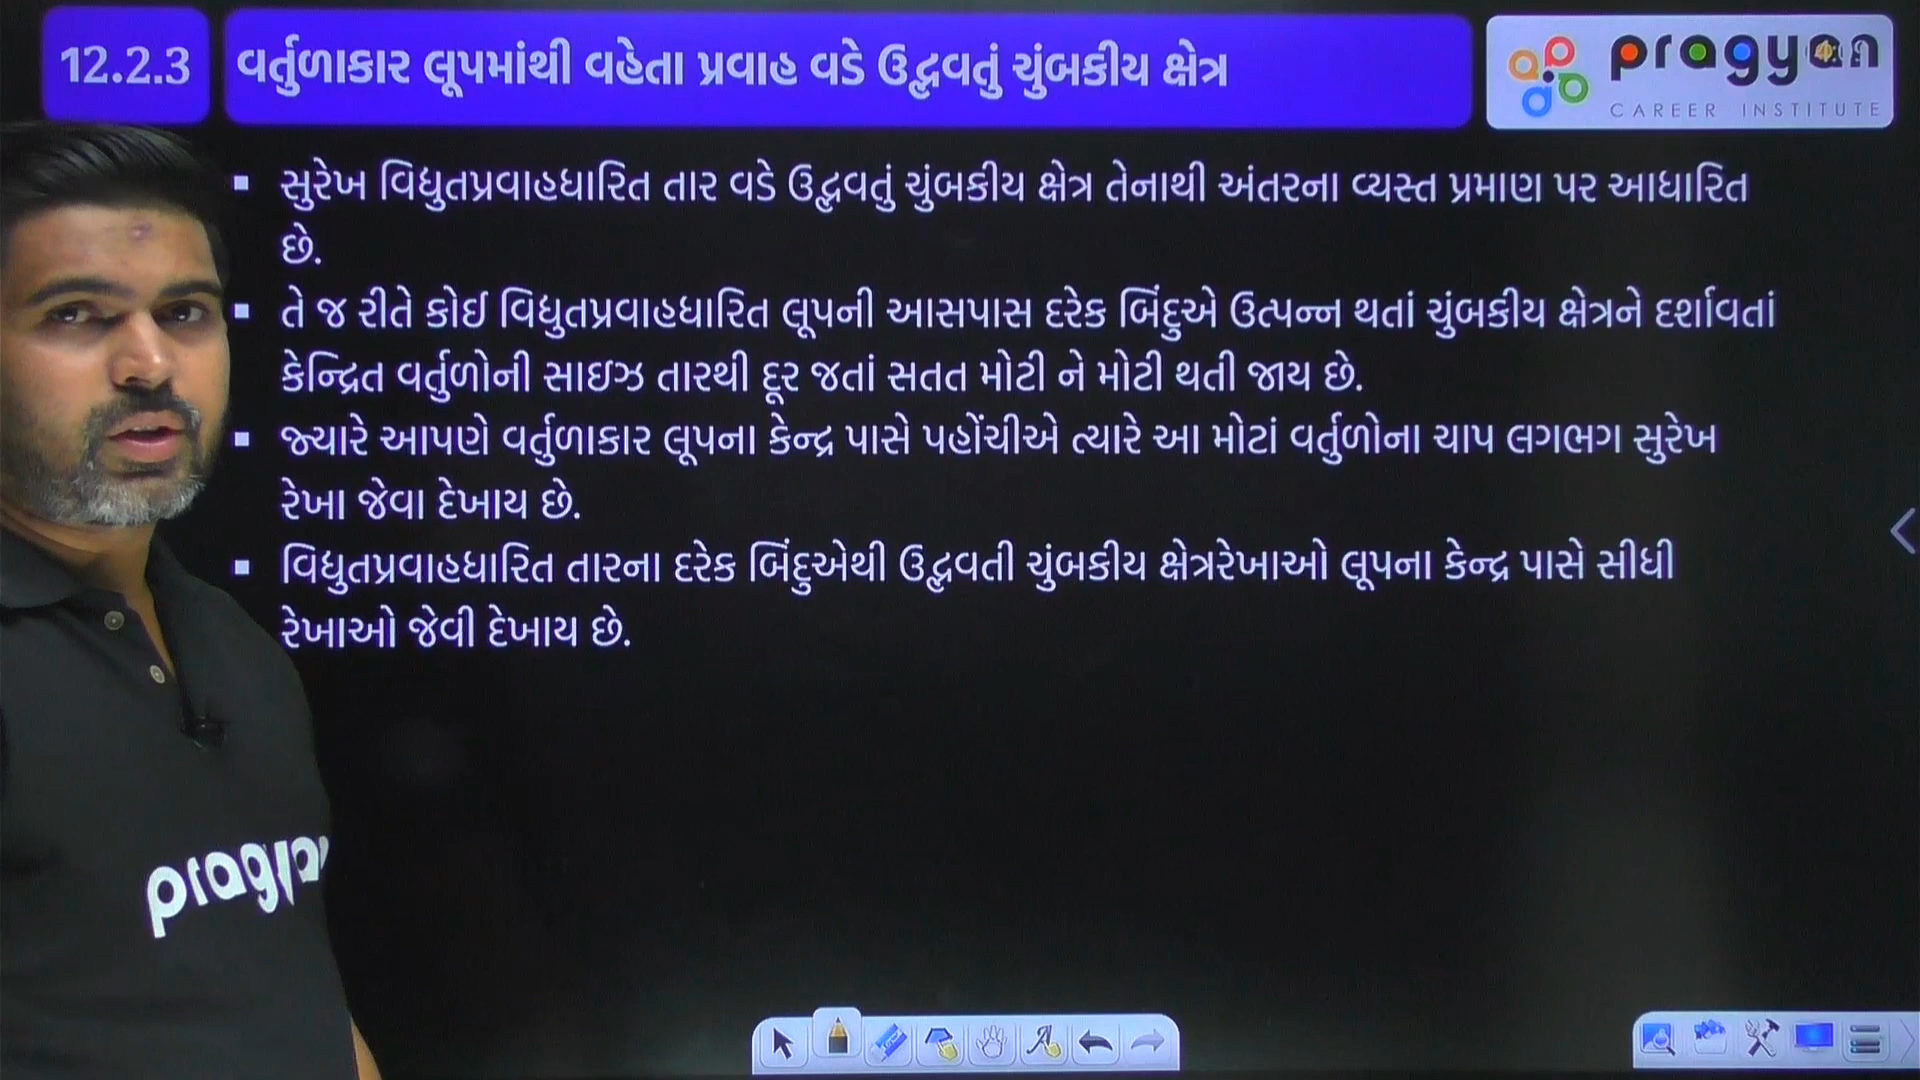 12.2.3 વર્તુળાકાર લૂપમાંથી વહેતા પ્રવાહ વડે ઉદ્ભવતું ચુંબકીય ક્ષેત્ર
pragyan
CAREER INSTITUTE
▪ સુરેખ વિદ્યુતપ્રવાહધારિત તાર વડે ઉદ્ભવતું ચુંબકીય ક્ષેત્ર તેનાથી અંતરના વ્યસ્ત પ્રમાણ પર આધારિત
છે.
▪ તે જ રીતે કોઈ વિદ્યુતપ્રવાહધારિત લૂપની આસપાસ દરેક બિંદુએ ઉત્પન્ન થતાં ચુંબકીય ક્ષેત્રને દર્શાવતાં
કેન્દ્રિત વર્તુળોની સાઇઝ તારથી દૂર જતાં સતત મોટી ને મોટી થતી જાય છે.
▪ જ્યારે આપણે વર્તુળાકાર લૂપના કેન્દ્ર પાસે પહોંચીએ ત્યારે આ મોટાં વર્તુળોના ચાપ લગભગ સુરેખ
રેખા જેવા દેખાય છે.
▪ વિદ્યુતપ્રવાહધારિત તારના દરેક બિંદુએથી ઉદ્ભવતી ચુંબકીય ક્ષેત્રરેખાઓ લૂપના કેન્દ્ર પાસે સીધી
રેખાઓ જેવી દેખાય છે.
pragyan